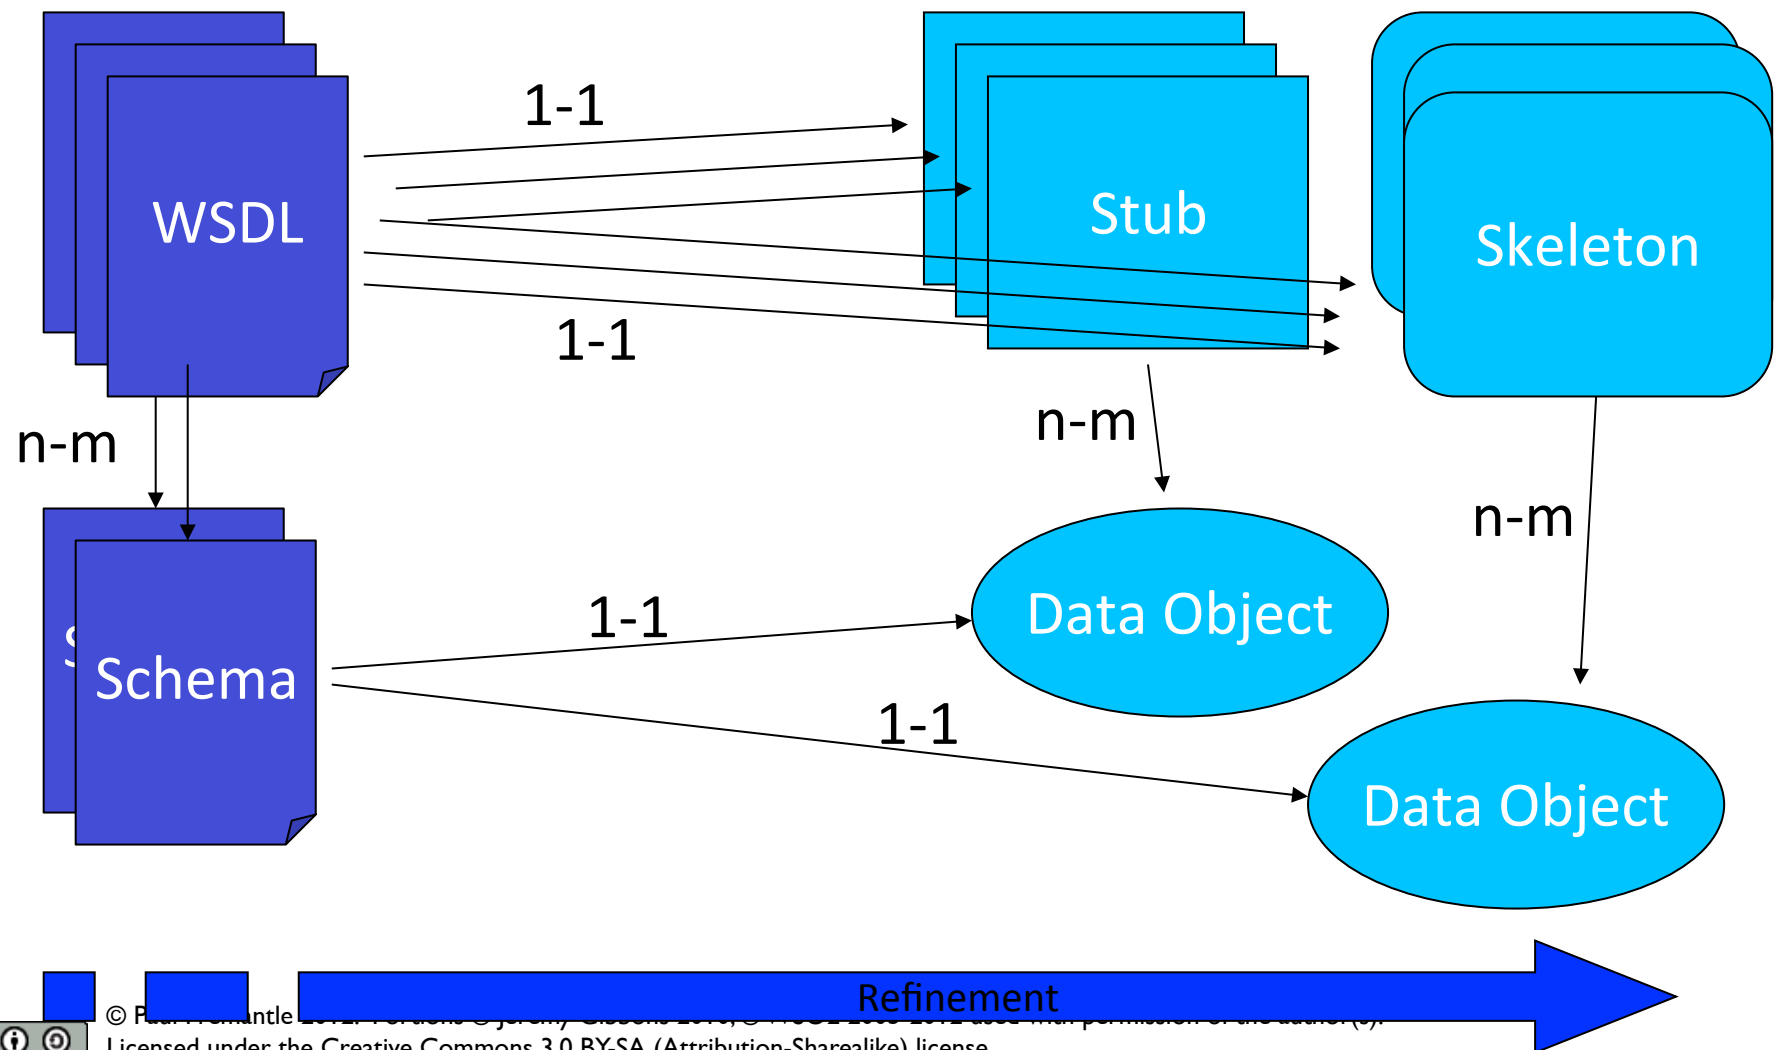 1-1
WSDL
Stub
Skeleton
1-1
n-m
n-m
n-m
1-1
Data Object
Schema
1-1
Data Object
Refinement
©
Licensed under the Creative Commons 3.0 BY-SA (Attribution-Sharealike) license